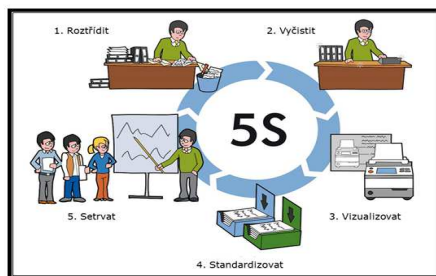 1. Roztřídit
2. Vyčistit
5S
5. Setrvat
3. Vizualizovat
4. Standardizovat